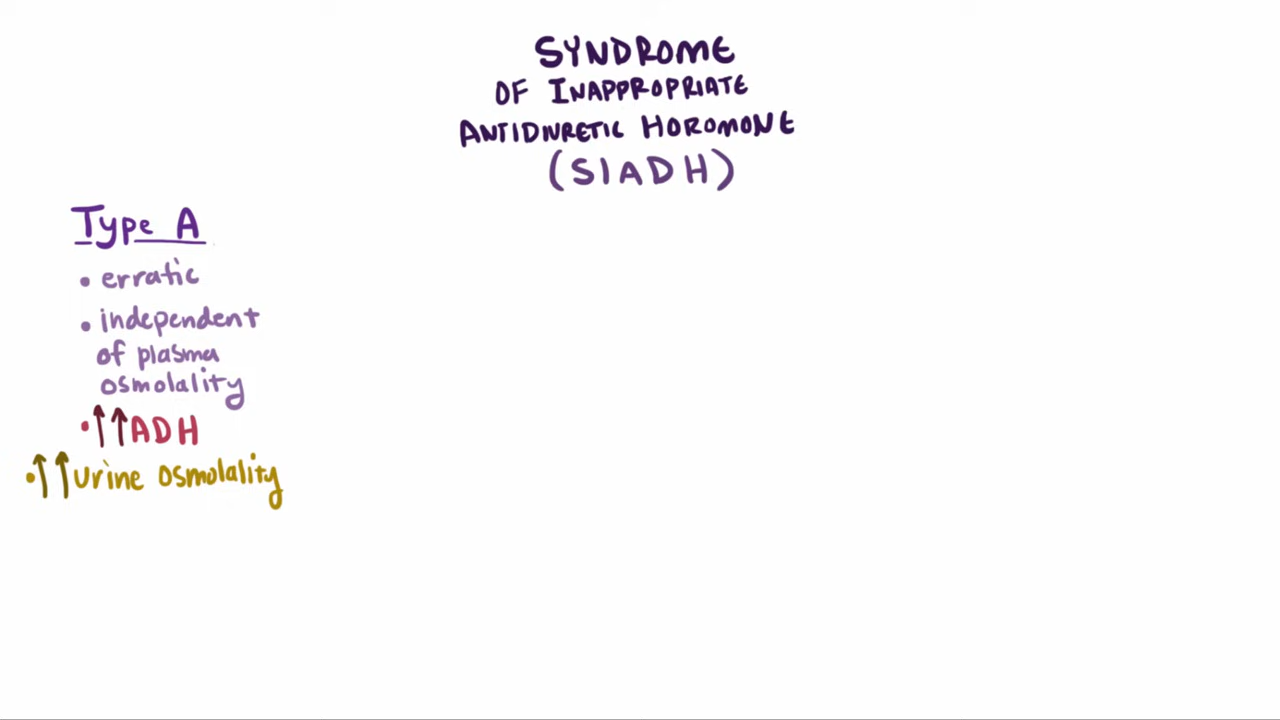 SYNDROME
OF INAPPROPRIATE
ANTIDIURETIC HOROMONE
(SIADH)
Type A
• erratic
• independent
of plasma
osmolality
• ↑↑ADH
• ↑↑Urine Osmolality